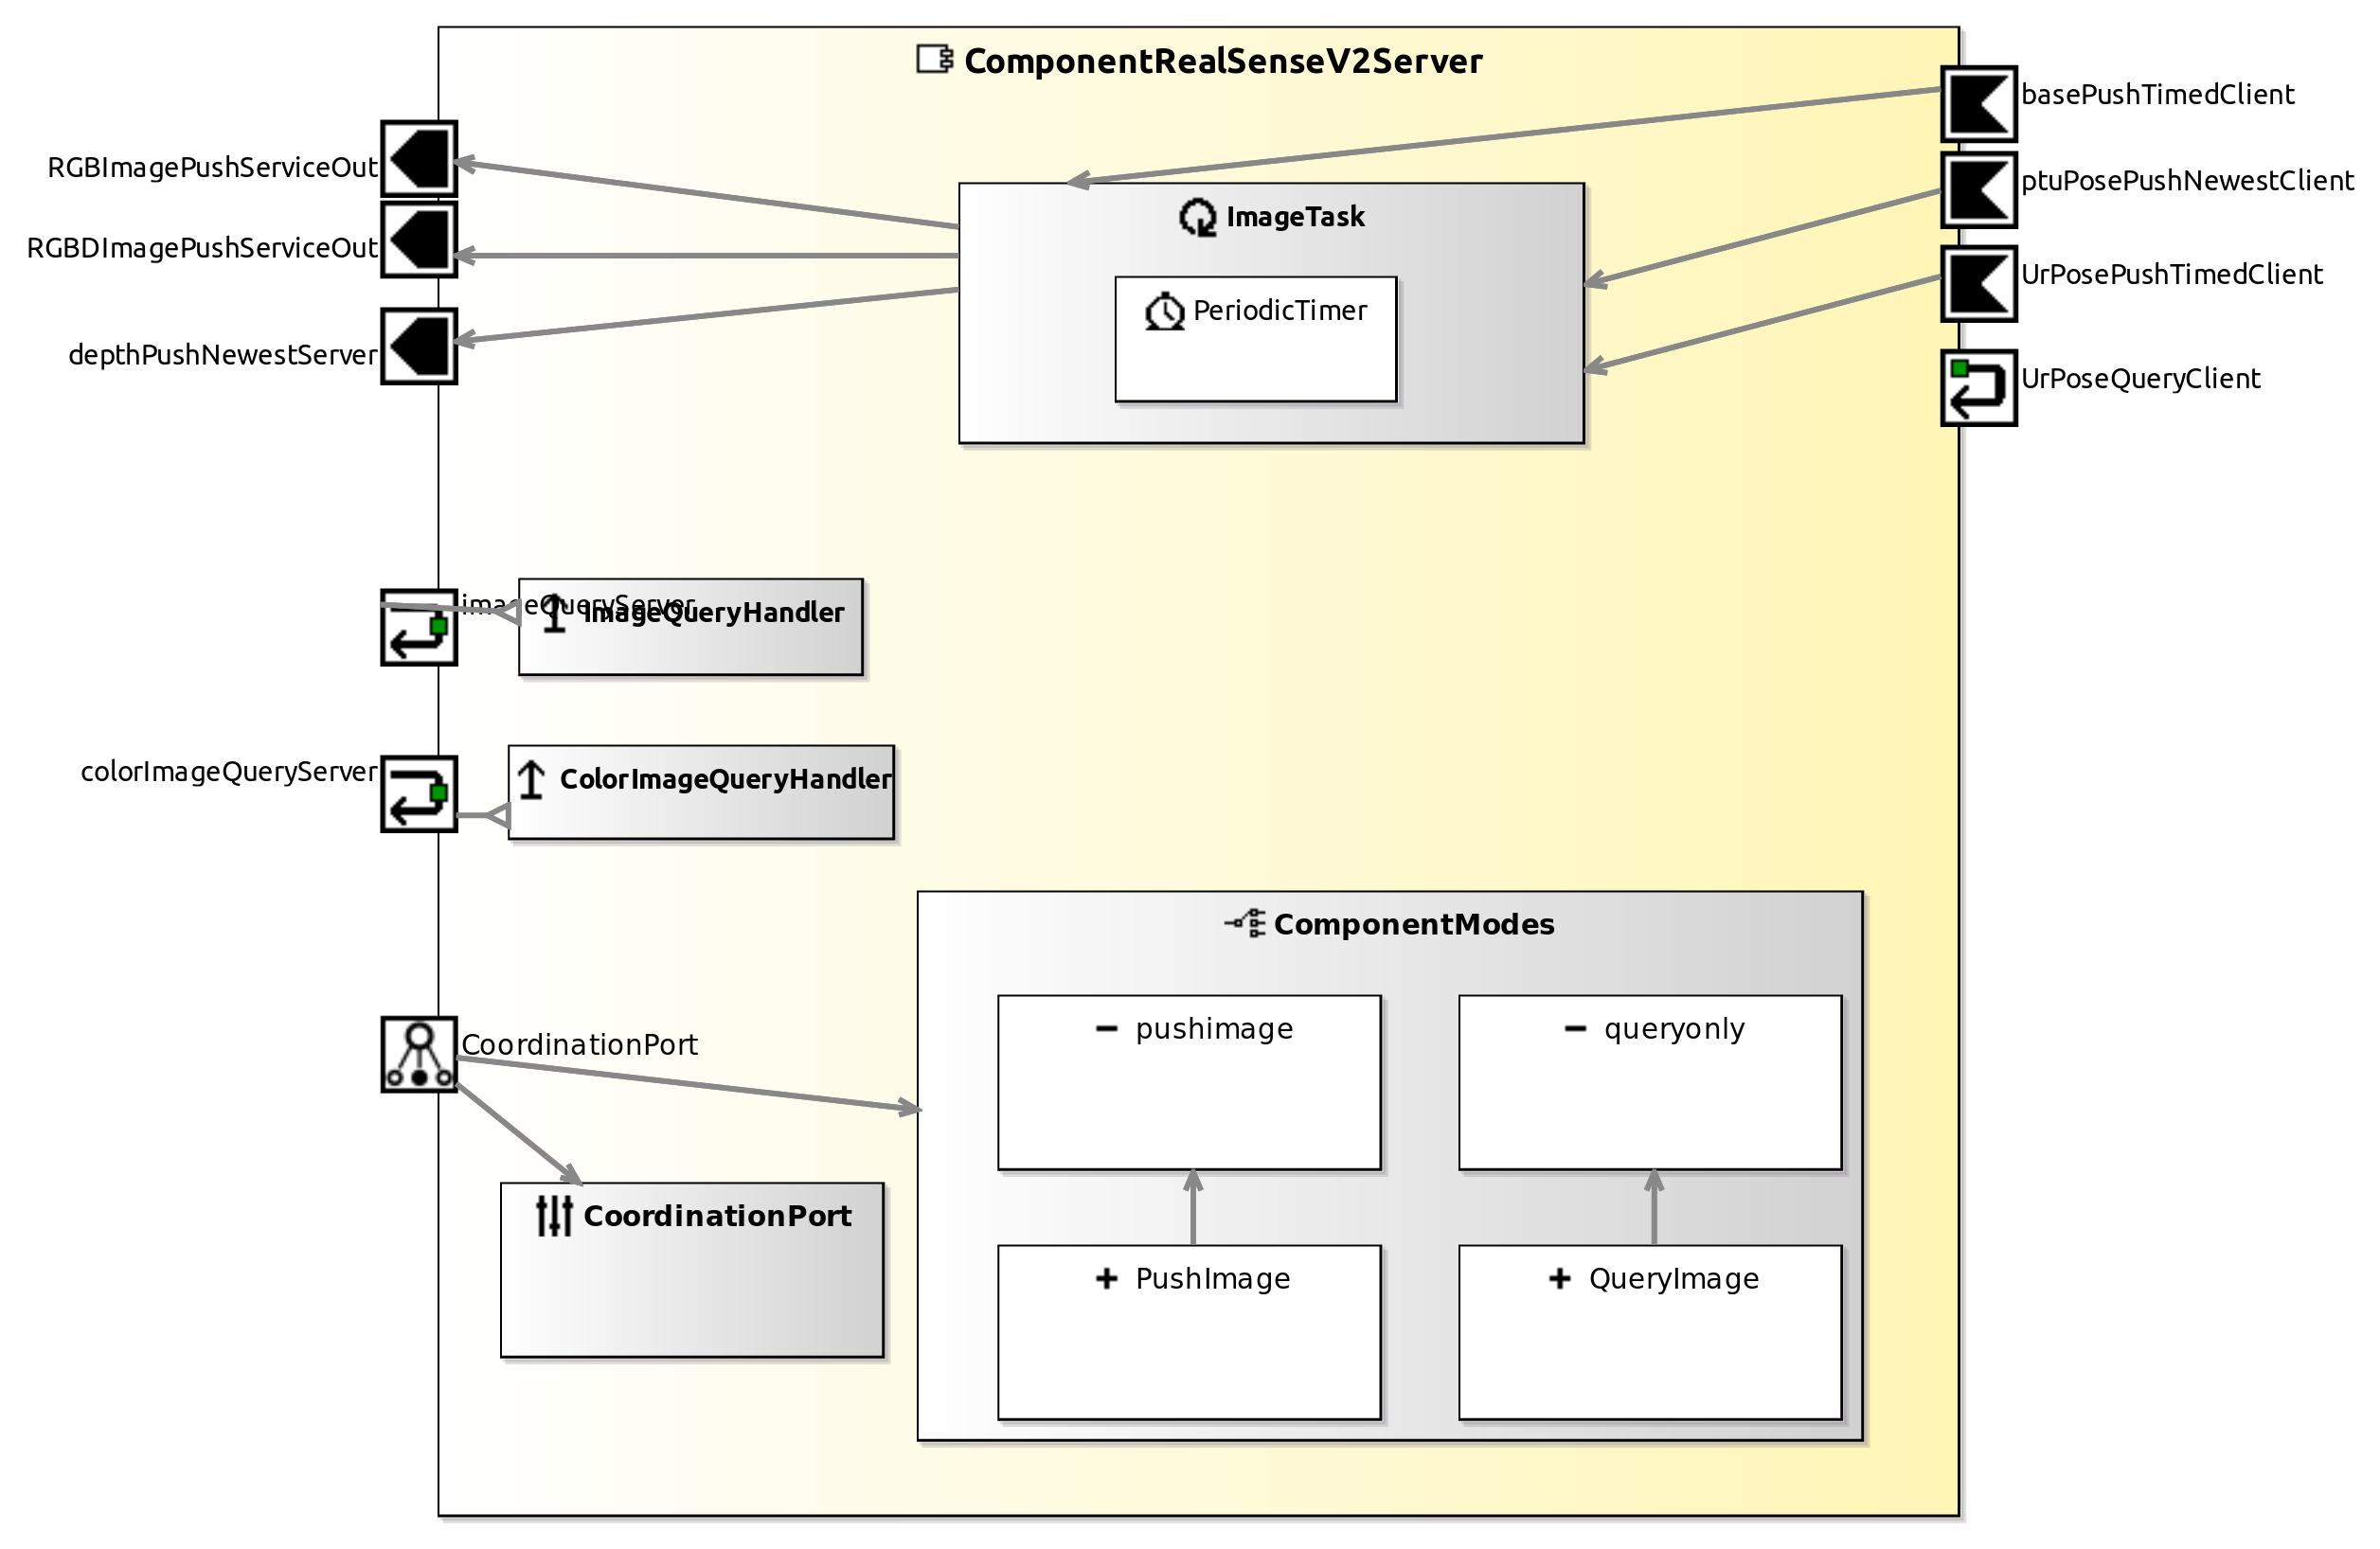 ComponentRealSenseV2Server
basePushTimedClient
RGBImagePushServiceOut
ptuPosePushNewestClient
ImageTask
RGBDImagePushServiceOut
UrPosePushTimedClient
PeriodicTimer
depthPushNewestServer
UrPoseQueryClient
imageQueryServer
ImageQueryHandler
colorImageQueryServer
ColorImageQueryHandler
ComponentModes
pushimage
queryonly
CoordinationPort
CoordinationPort
PushImage
QueryImage